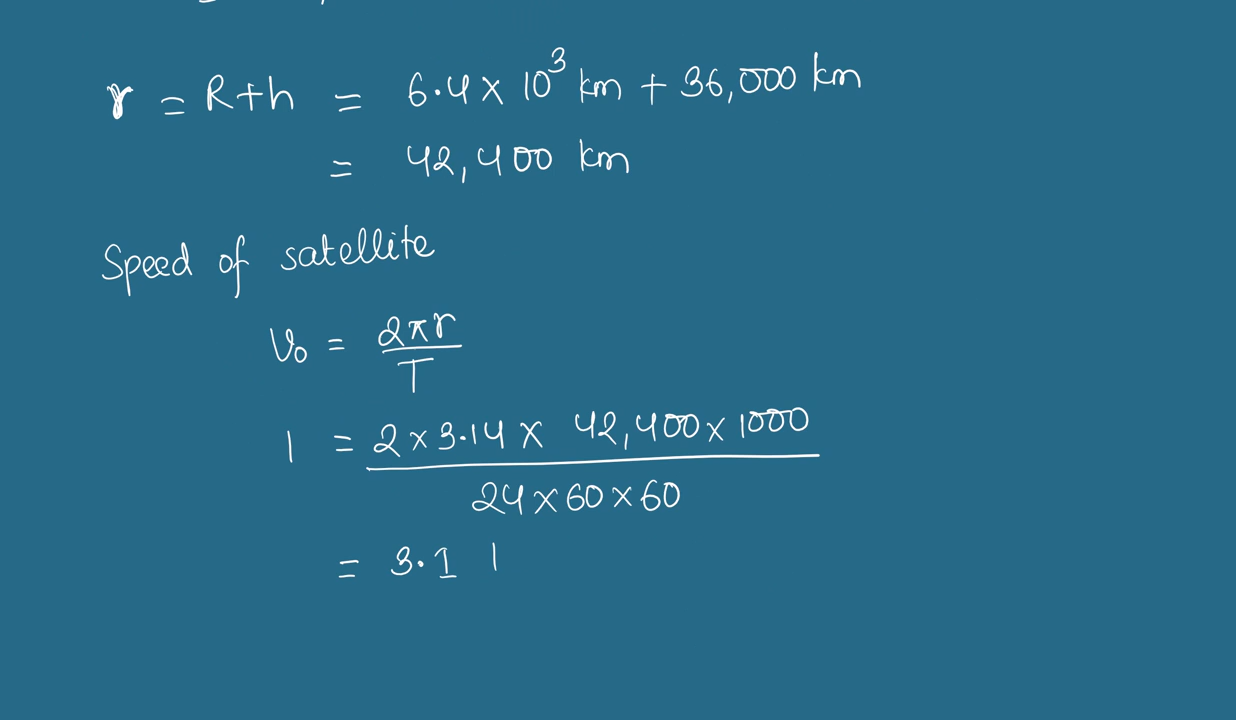 r = R+h = 6.4 × 10³ km + 36,000 km
= 42,400 km
Speed of satellite
v₀ = 2πr / T
| = 2 × 3.14 × 42,400 × 1000 / 24 × 60 × 60
= 3.1 |